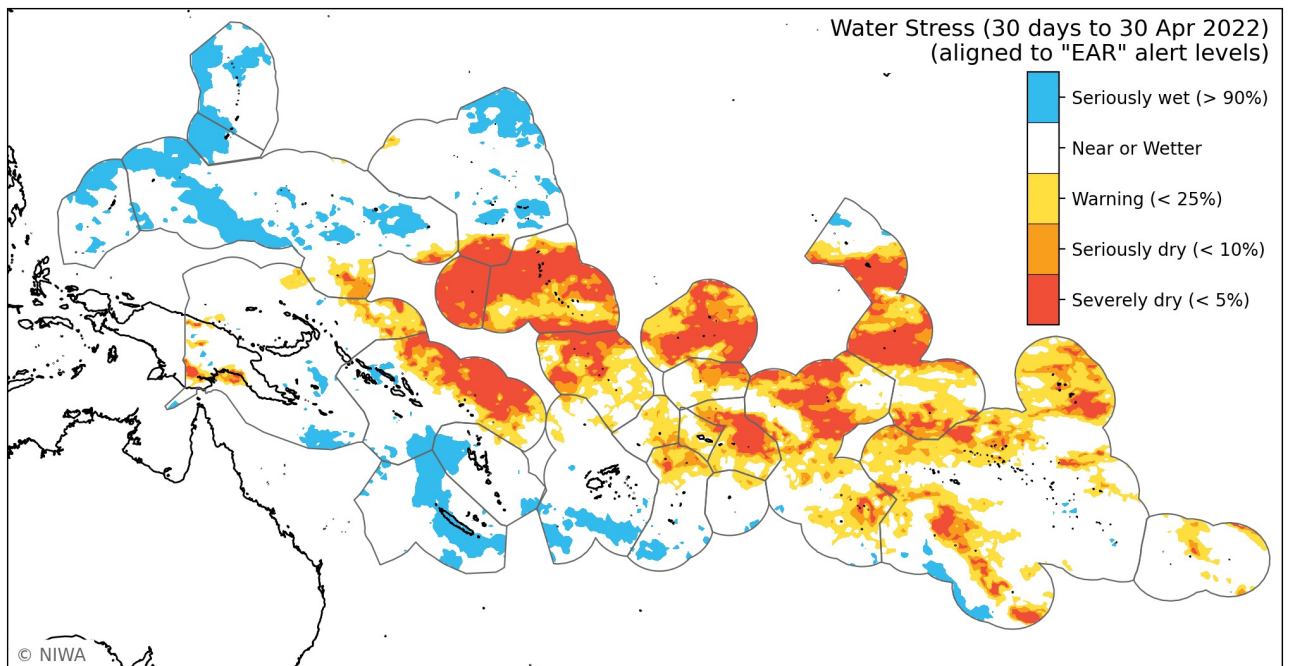 Water Stress (30 days to 30 Apr 2022)
(aligned to "EAR" alert levels)
Seriously wet (> 90%)
Near or Wetter
Warning (< 25%)
Seriously dry (< 10%)
Severely dry (< 5%)
© NIWA